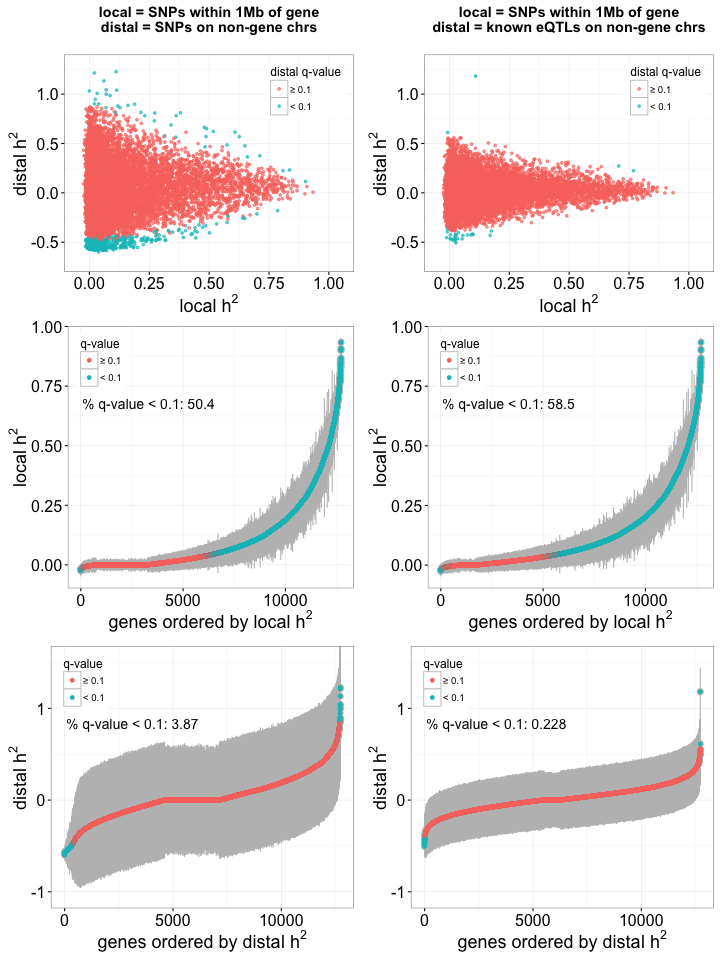 local = SNPs within 1Mb of gene
distal = SNPs on non-gene chrs
local = SNPs within 1Mb of gene
distal = known eQTLs on non-gene chrs
distal q-value
≥ 0.1
< 0.1
1.0
0.5
0.0
-0.5
distal h²
0.00 0.25 0.50 0.75 1.00
local h²
distal q-value
≥ 0.1
< 0.1
1.0
0.5
0.0
-0.5
distal h²
0.00 0.25 0.50 0.75 1.00
local h²
q-value
≥ 0.1
< 0.1
% q-value < 0.1: 50.4
1.00
0.75
0.50
0.25
0.00
local h²
0 5000 10000
genes ordered by local h²
q-value
≥ 0.1
< 0.1
% q-value < 0.1: 58.5
1.00
0.75
0.50
0.25
0.00
local h²
0 5000 10000
genes ordered by local h²
q-value
≥ 0.1
< 0.1
% q-value < 0.1: 3.87
1
0
-1
distal h²
0 5000 10000
genes ordered by distal h²
q-value
≥ 0.1
< 0.1
% q-value < 0.1: 0.228
1
0
-1
distal h²
0 5000 10000
genes ordered by distal h²